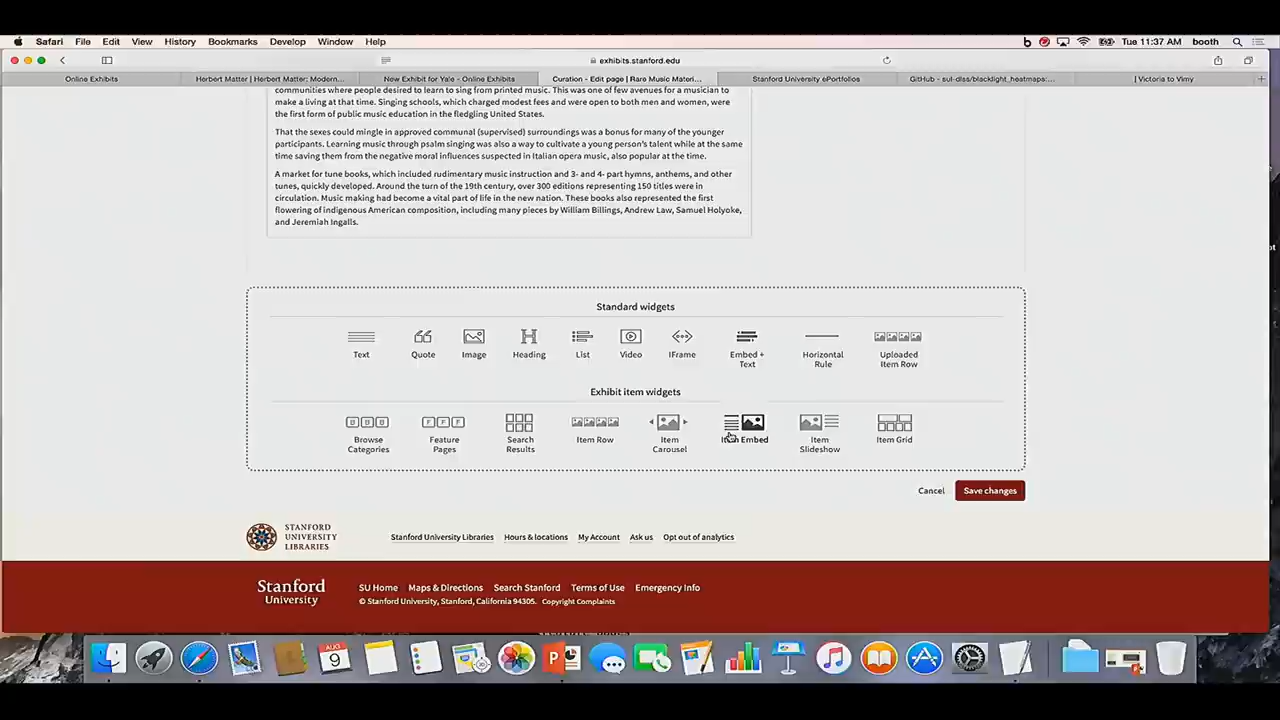 Safari File Edit View History Bookmarks Develop Window Help
Tue 11:37 AM booth
exhibits.stanford.edu
Online Exhibits
Herbert Matter | Herbert Matter: Modern...
New Exhibit for Yale - Online Exhibits
Curation - Edit page | Rare Music Materi...
Stanford University ePortfolios
GitHub - sul-dlss/blacklight_heatmaps:...
| Victoria to Vimy
communities where people desired to learn to sing from printed music. This was one of few avenues for a musician to
make a living at that time. Singing schools, which charged modest fees and were open to both men and women, were
the first form of public music education in the fledgling United States.
That the sexes could mingle in approved communal (supervised) surroundings was a bonus for many of the younger
participants. Learning music through psalm singing was also a way to cultivate a young person's talent while at the same
time saving them from the negative moral influences suspected in Italian opera music, also popular at the time.
A market for tune books, which included rudimentary music instruction and 3- and 4- part hymns, anthems, and other
tunes, quickly developed. Around the turn of the 19th century, over 300 editions representing 150 titles were in
circulation. Music making had become a vital part of life in the new nation. These books also represented the first
flowering of indigenous American composition, including many pieces by William Billings, Andrew Law, Samuel Holyoke,
and Jeremiah Ingalls.
Standard widgets
Text
Quote
Image
Heading
List
Video
IFrame
Embed +
Text
Horizontal
Rule
Uploaded
Item Row
Exhibit item widgets
Browse
Categories
Feature
Pages
Search
Results
Item Row
Item
Carousel
Item Embed
Item
Slideshow
Item Grid
Cancel
Save changes
STANFORD
UNIVERSITY
LIBRARIES
Stanford University Libraries
Hours & locations
My Account
Ask us
Opt out of analytics
Stanford
University
SU Home
Maps & Directions
Search Stanford
Terms of Use
Emergency Info
© Stanford University, Stanford, California 94305. Copyright Complaints
AUG
9